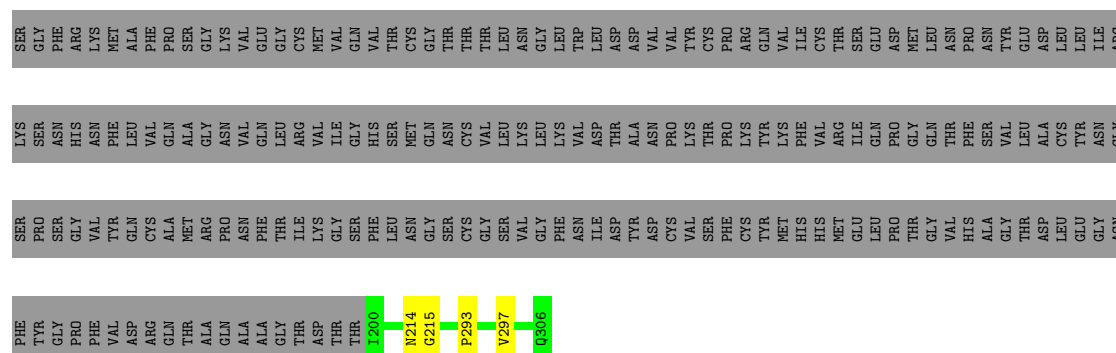 SER GLY PHE ARG LYS MET ALA PHE PRO SER GLY LYS VAL GLU GLY CYS MET VAL GLN VAL THR CYS GLY THR THR THR LEU ASN GLY LEU TRP LEU ASP ASP VAL VAL TYR CYS PRO ARG GLN VAL ILE CYS THR SER GLU ASP MET LEU ASN PRO ASN TYR GLU ASP LEU LEU ILE ARG
LYS SER ASN HIS ASN PHE LEU VAL GLN ALA GLY ASN VAL GLN LEU ARG VAL ILE GLY HIS SER MET GLN ASN CYS VAL LEU LYS LEU LYS VAL ASP THR ALA ASN PRO LYS THR PRO LYS TYR LYS PHE VAL ARG ILE GLN PRO GLY GLN THR PHE SER VAL LEU ALA CYS TYR ASN
SER PRO SER GLY VAL TYR GLN CYS ALA MET ARG PRO ASN PHE THR ILE LYS GLY SER PHE LEU ASN GLY SER CYS GLY SER VAL GLY PHE ASN ILE ASP TYR ASP CYS VAL SER PHE CYS TYR MET HIS HIS MET GLU LEU PRO THR GLY VAL HIS ALA GLY THR ASP LEU GLU GLY
PHE TYR GLY PRO PHE VAL ASP ARG GLN THR ALA GLN ALA ALA GLY THR ASP THR THR I200 N214 G215 P293 V297 Q306